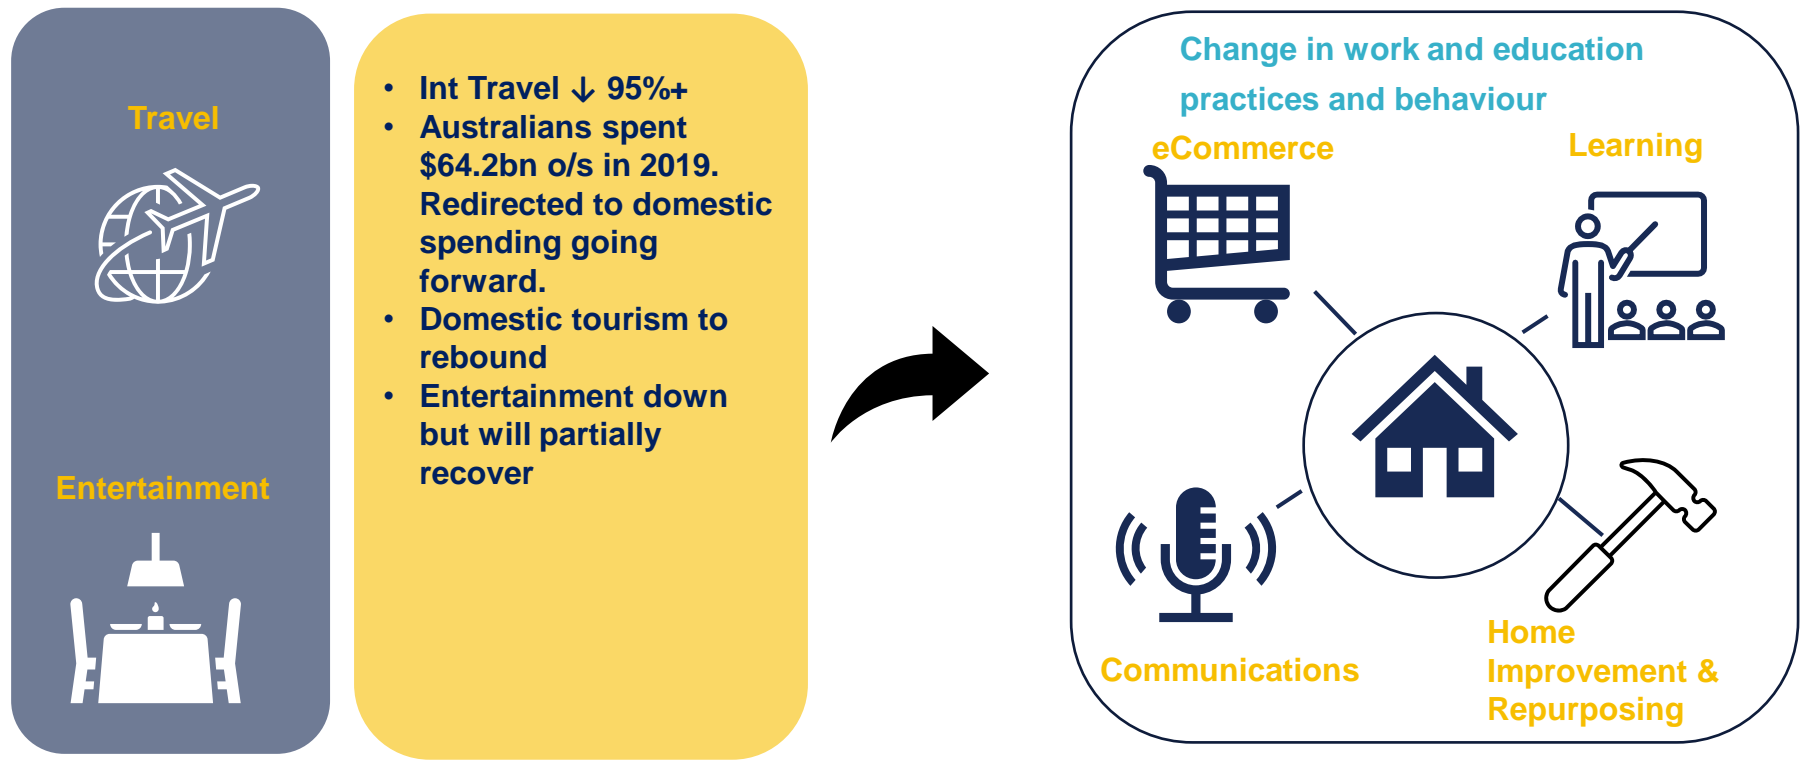 Travel
Entertainment
• Int Travel ↓ 95%+
• Australians spent
$64.2bn o/s in 2019.
Redirected to domestic
spending going
forward.
• Domestic tourism to
rebound
• Entertainment down
but will partially
recover
Change in work and education
practices and behaviour
eCommerce
Learning
Communications
Home
Improvement &
Repurposing